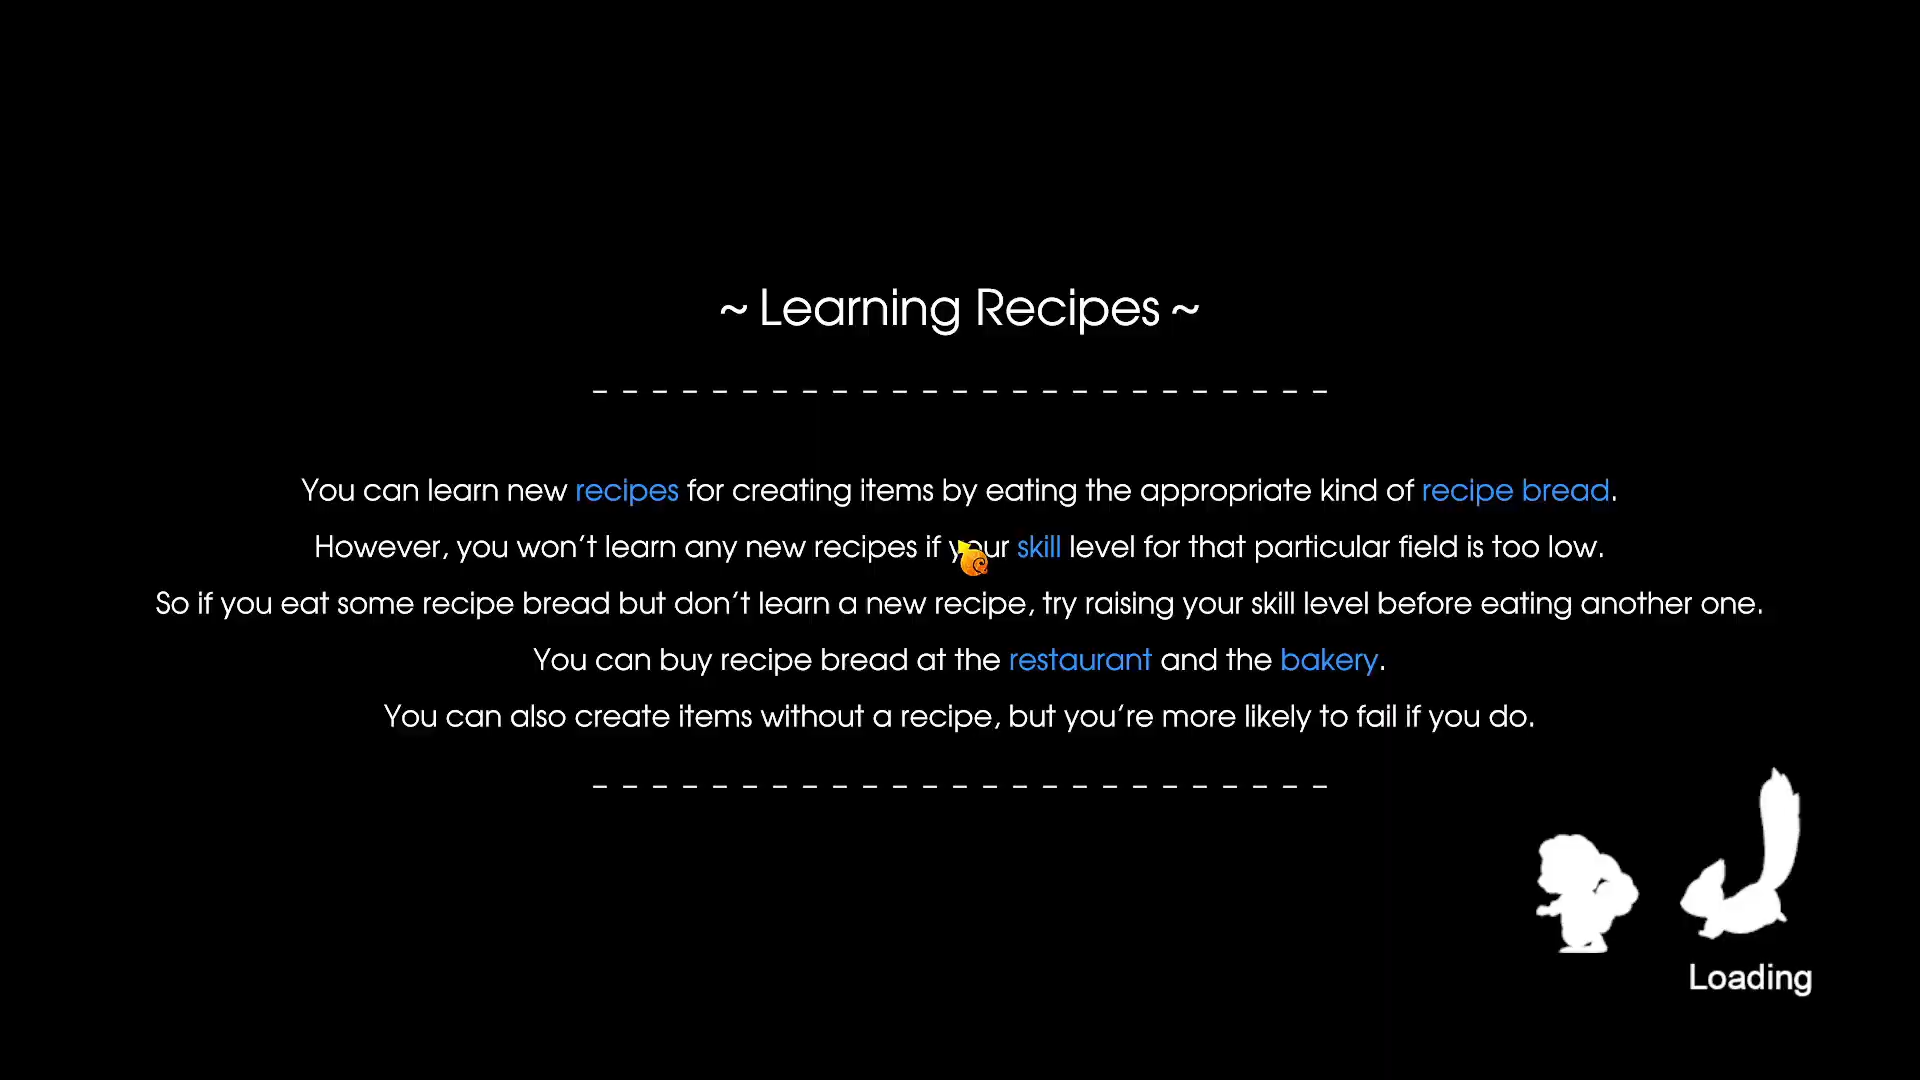 ~ Learning Recipes ~
– – – – – – – – – – – – – – – – – – – – – – – – –
You can learn new recipes for creating items by eating the appropriate kind of recipe bread.
However, you won’t learn any new recipes if your skill level for that particular field is too low.
So if you eat some recipe bread but don’t learn a new recipe, try raising your skill level before eating another one.
You can buy recipe bread at the restaurant and the bakery.
You can also create items without a recipe, but you’re more likely to fail if you do.
– – – – – – – – – – – – – – – – – – – – – – – – –
Loading